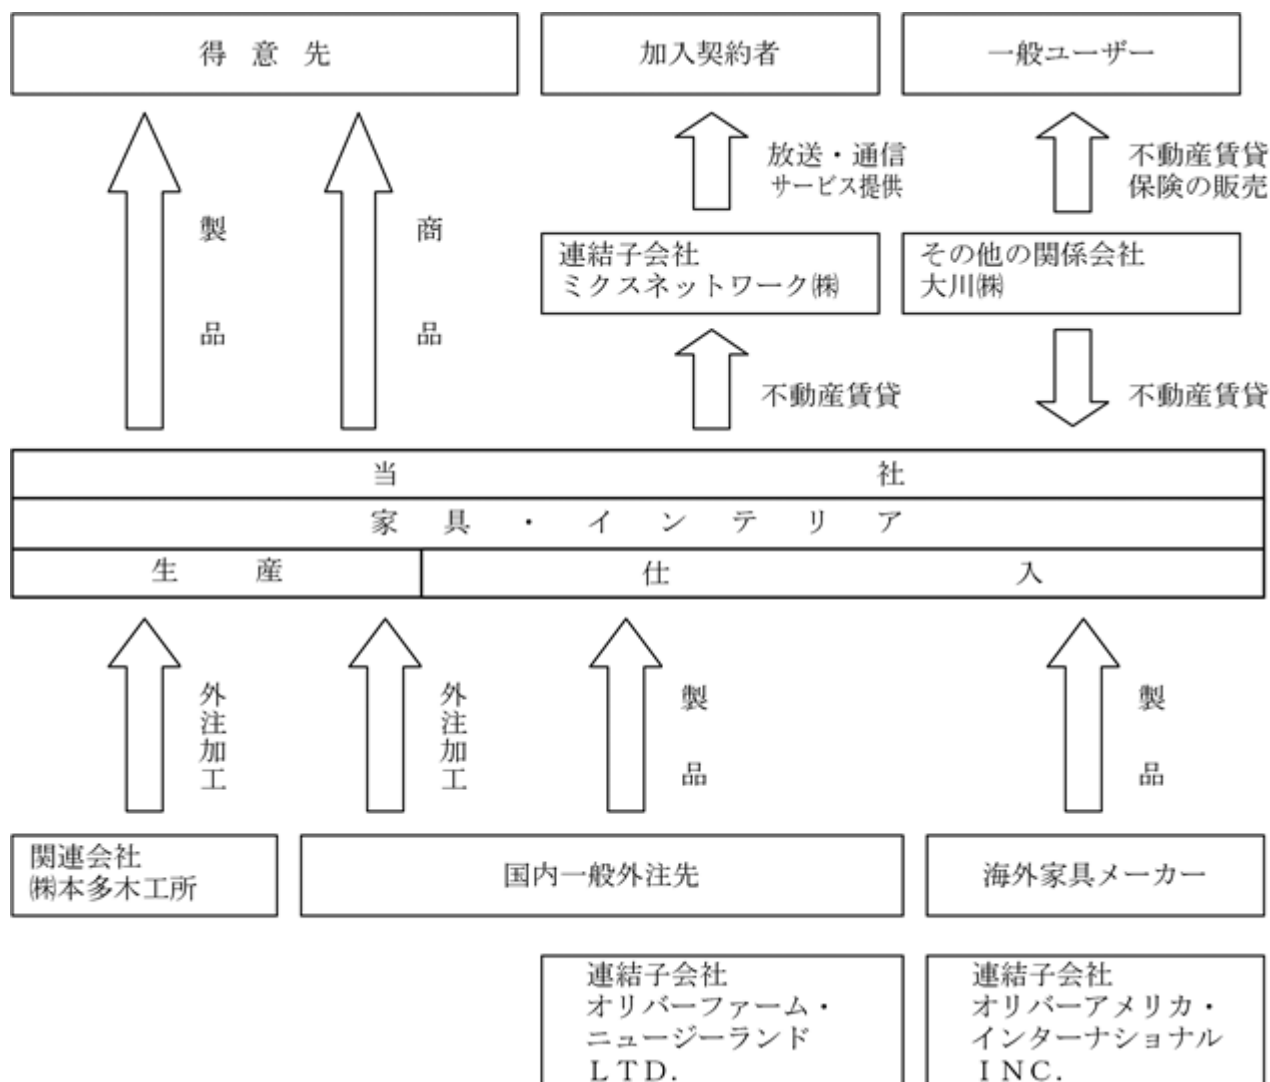 得意先
加入契約者
一般ユーザー
製品
商品
放送・通信
サービス提供
不動産賃貸
保険の販売
連結子会社
ミクスネットワーク㈱
その他の関係会社
大川㈱
不動産賃貸
不動産賃貸
当社
家具・インテリア
生産
仕入
外注加工
外注加工
製品
製品
関連会社
㈱本多木工所
国内一般外注先
海外家具メーカー
連結子会社
オリバーファーム・
ニュージーランド
ＬＴＤ．
連結子会社
オリバーアメリカ・
インターナショナル
ＩＮＣ．